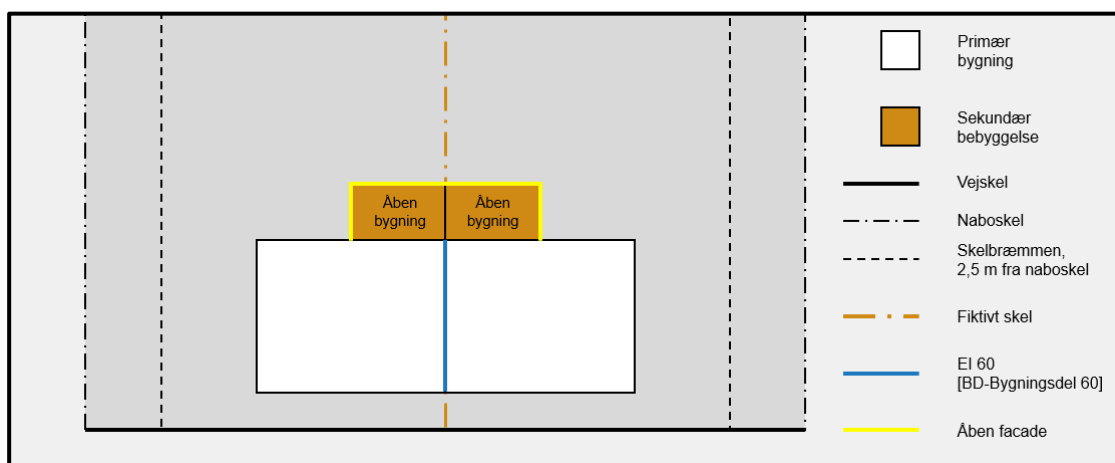 Åben
bygning
Åben
bygning
Primær
bygning
Sekundær
bebyggelse
Vejskel
Naboskel
Skelbræmmen,
2,5 m fra naboskel
Fiktivt skel
EI 60
[BD-Bygningsdel 60]
Åben facade